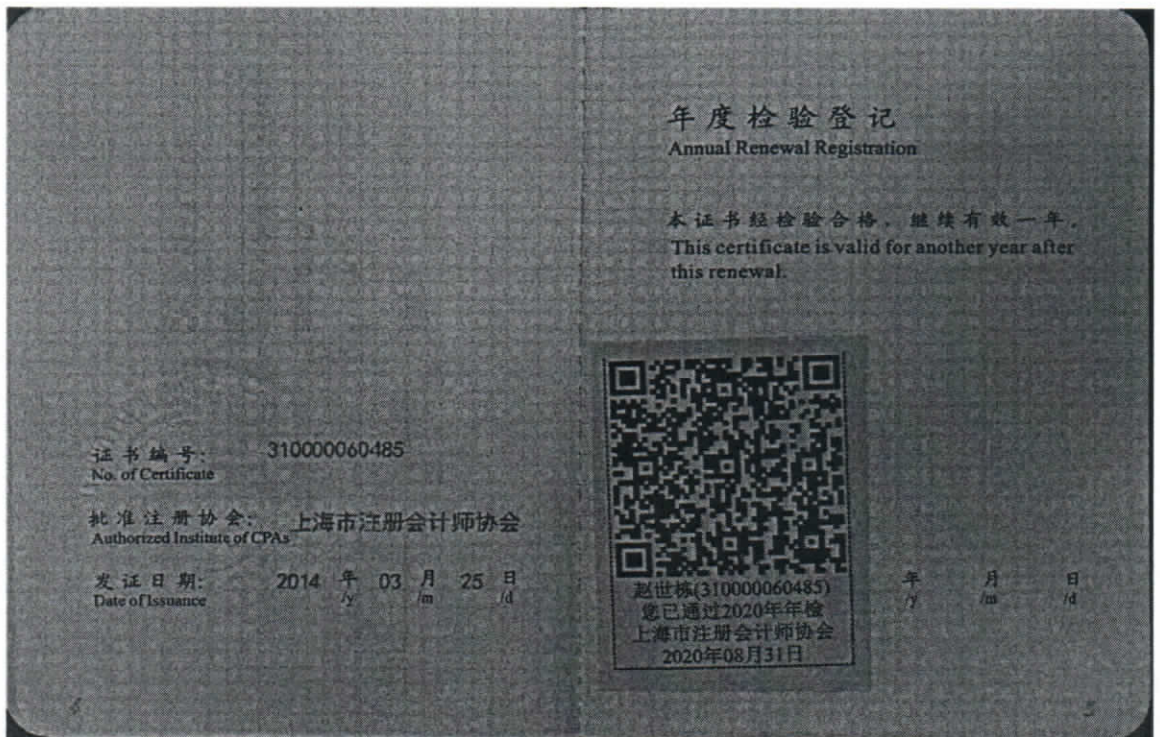 证书编号: 310000060485
No. of Certificate
批准注册协会: 上海市注册会计师协会
Authorized Institute of CPAs
发证日期: 2014 年 03 月 25 日
Date of Issuance /y /m /d
4
年度检验登记
Annual Renewal Registration
本证书经检验合格，继续有效一年。
This certificate is valid for another year after
this renewal.
赵世栋(310000060485)
您已通过2020年年检
上海市注册会计师协会
2020年08月31日
年 月 日
/y /m /d
5